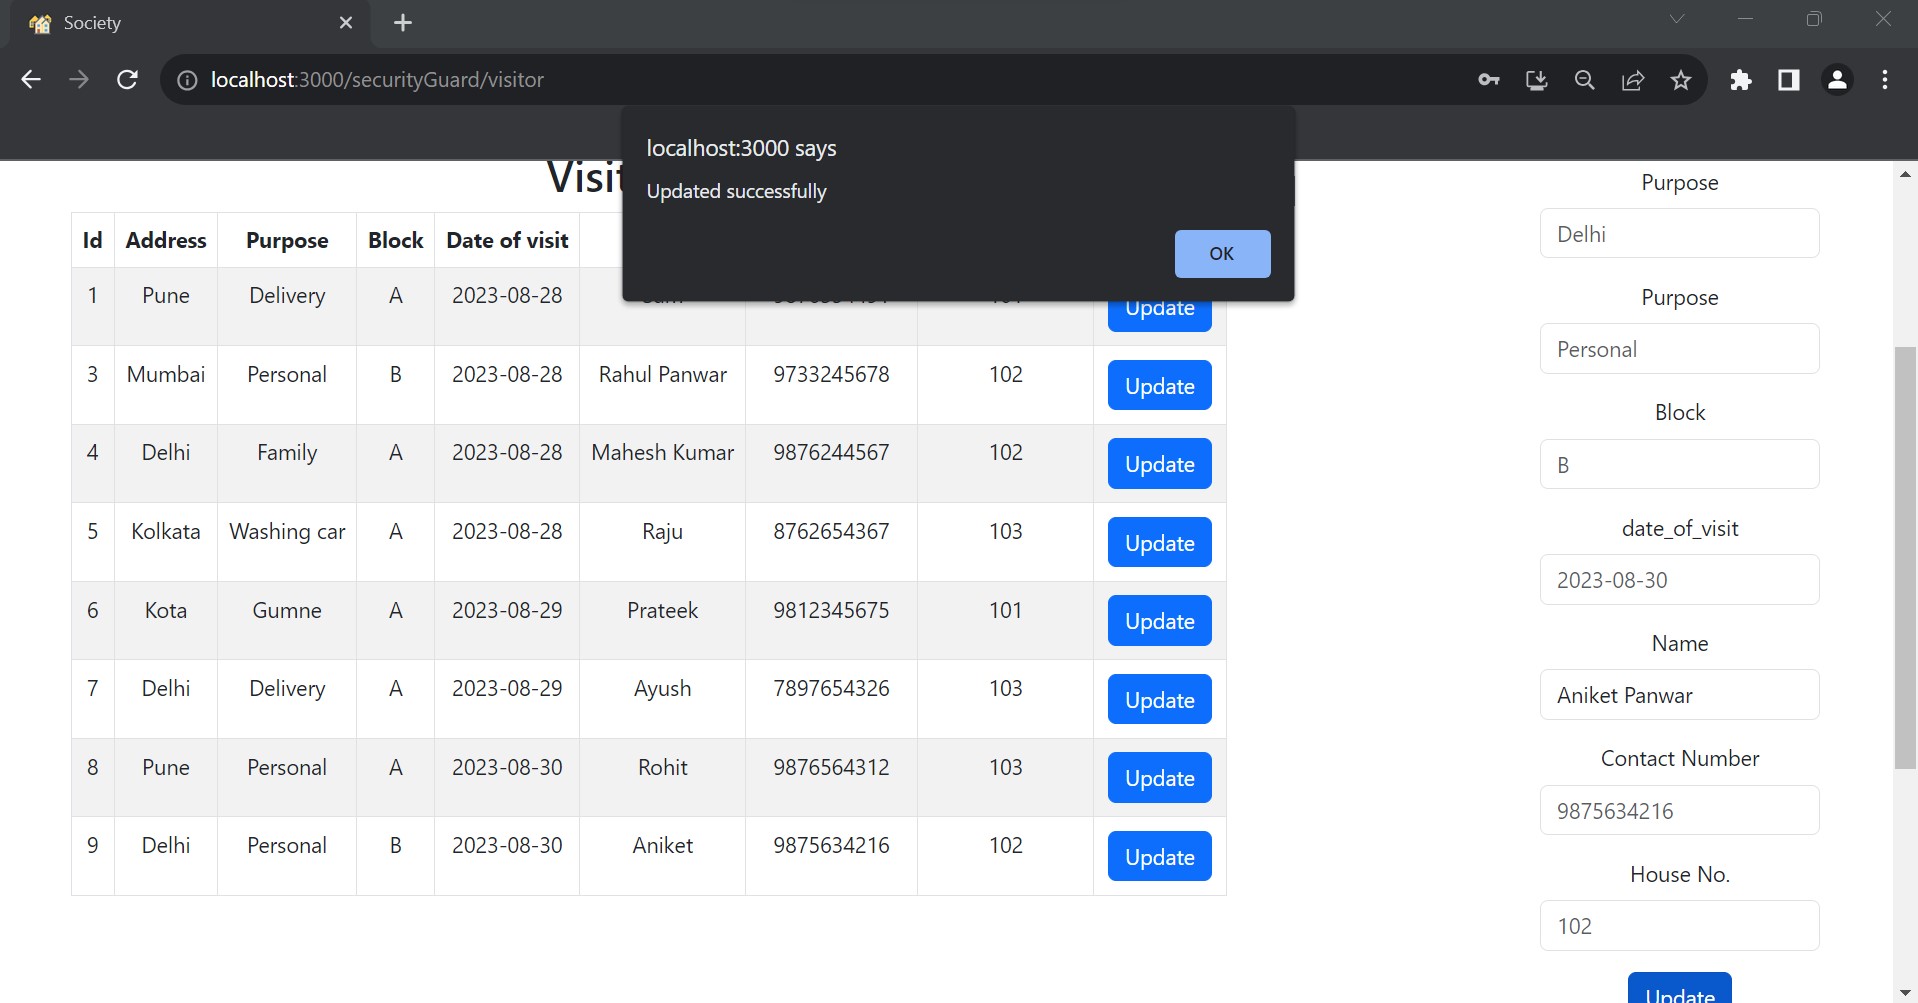 Society
localhost:3000/securityGuard/visitor
localhost:3000 says
Updated successfully
OK
Id Address Purpose Block Date of visit
1 Pune Delivery A 2023-08-28 Update
3 Mumbai Personal B 2023-08-28 Rahul Panwar 9733245678 102 Update
4 Delhi Family A 2023-08-28 Mahesh Kumar 9876244567 102 Update
5 Kolkata Washing car A 2023-08-28 Raju 8762654367 103 Update
6 Kota Gumne A 2023-08-29 Prateek 9812345675 101 Update
7 Delhi Delivery A 2023-08-29 Ayush 7897654326 103 Update
8 Pune Personal A 2023-08-30 Rohit 9876564312 103 Update
9 Delhi Personal B 2023-08-30 Aniket 9875634216 102 Update
Purpose
Delhi
Purpose
Personal
Block
B
date_of_visit
2023-08-30
Name
Aniket Panwar
Contact Number
9875634216
House No.
102
Update